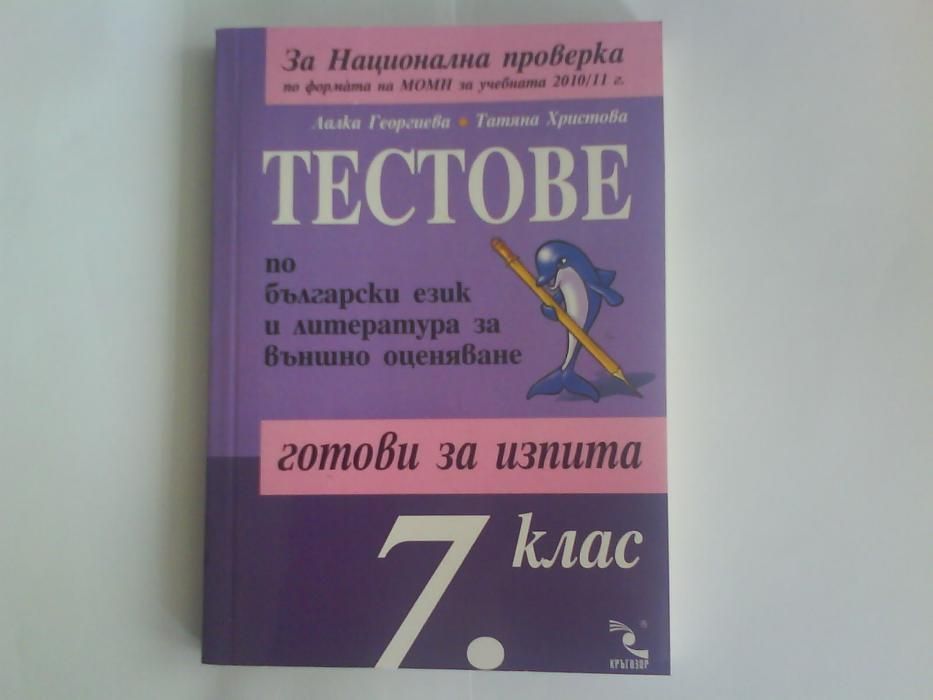 За Национална проверка
по формàта на МОМН за учебната 2010/11 г.
Лалка Георгиева • Татяна Христова
ТЕСТОВЕ
по
български език
и литература за
външно оценяване
готови за изпита
7. клас
®
КРЪГОЗОР